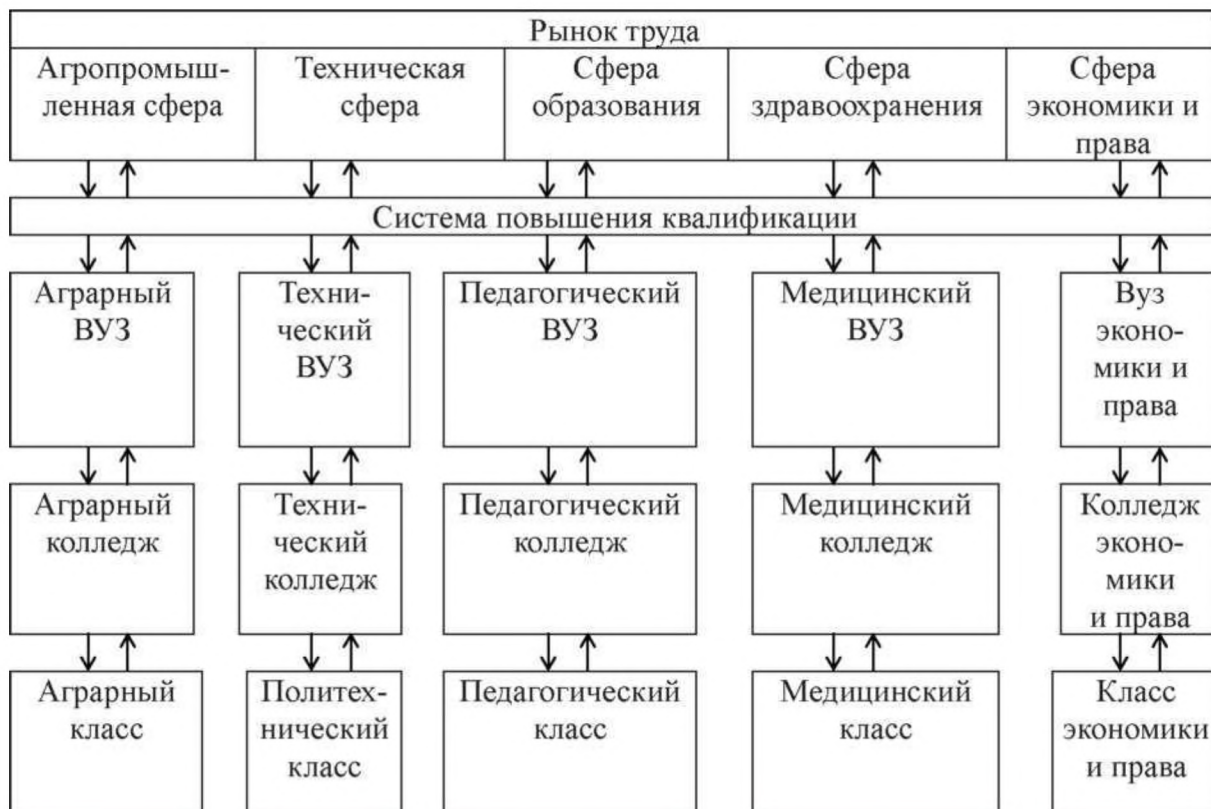 Рынок труда
Агропромыш-
ленная сфера
Техническая
сфера
Сфера
образования
Сфера
здравоохранения
Сфера
экономики и
права
Система повышения квалификации
Аграрный
ВУЗ
Техни-
ческий
ВУЗ
Педагогический
ВУЗ
Медицинский
ВУЗ
Вуз
эконо-
мики и
права
Аграрный
колледж
Техни-
ческий
колледж
Педагогический
колледж
Медицинский
колледж
Колледж
эконо-
мики
и права
Аграрный
класс
Политех-
нический
класс
Педагогический
класс
Медицинский
класс
Класс
экономики
и права